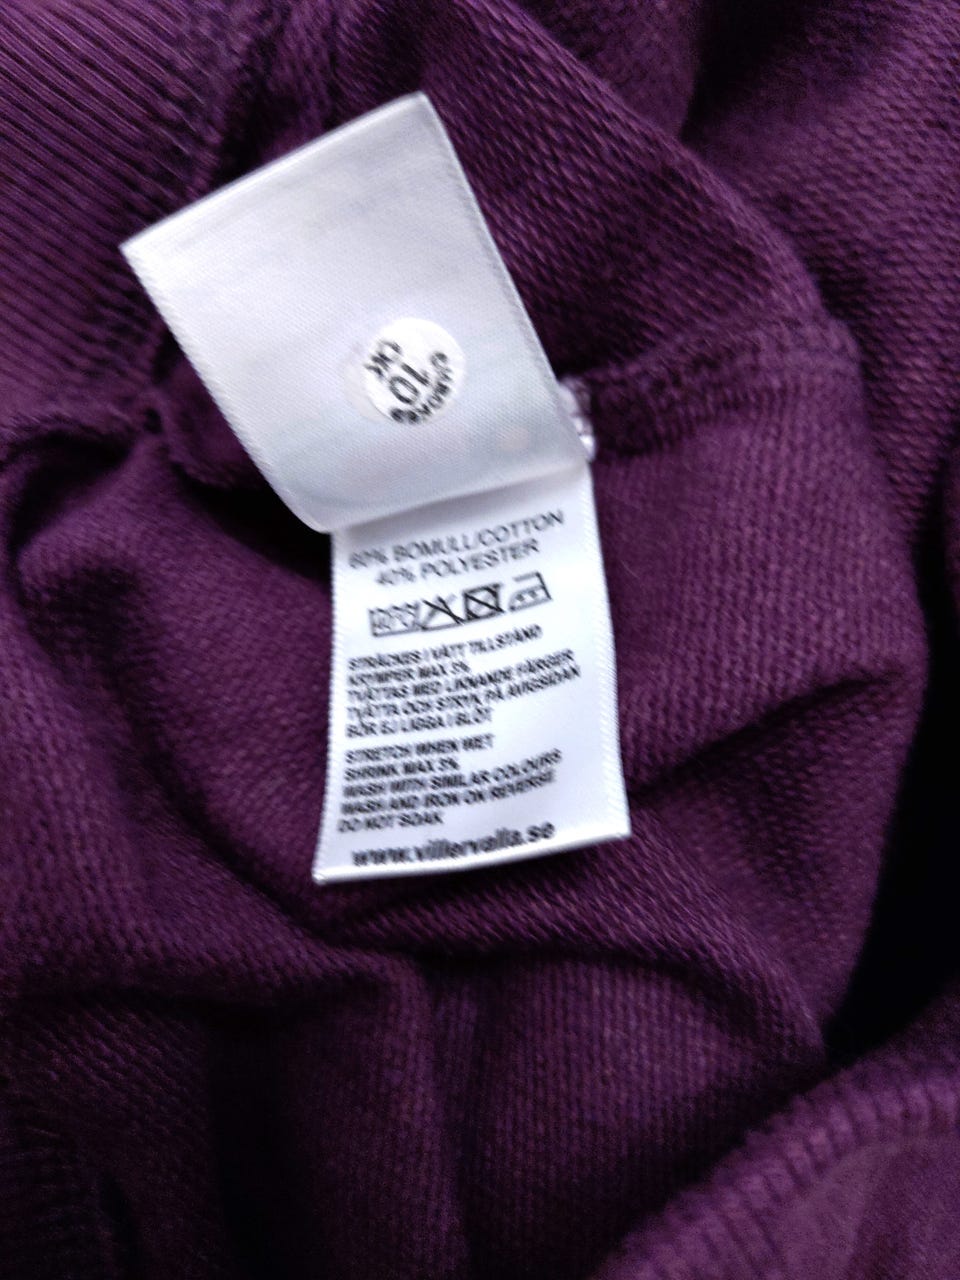 OK
10
60% BOMULL/COTTON
40% POLYESTER
STRÄCKES I VÅTT TILLSTÅND
KRYMPER MAX 5%
TVÄTTAS MED LIKNANDE FÄRGER
TVÄTTA OCH STRYK PÅ AVIGSIDAN
BÖR EJ LIGGA I BLÖT
STRETCH WHEN WET
SHRINK MAX 5%
WASH WITH SIMILAR COLOURS
WASH AND IRON ON REVERSE
DO NOT SOAK
www.villervalla.se